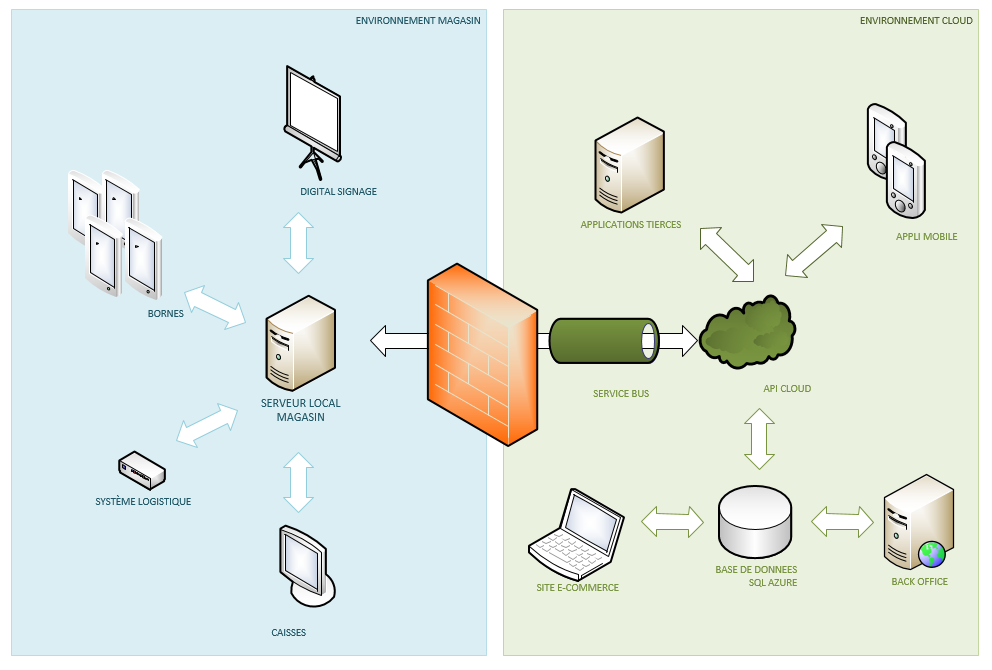 ENVIRONNEMENT MAGASIN
DIGITAL SIGNAGE
BORNES
SERVEUR LOCAL
MAGASIN
SYSTÈME LOGISTIQUE
CAISSES
ENVIRONNEMENT CLOUD
APPLICATIONS TIERCES
APPLI MOBILE
SERVICE BUS
API CLOUD
SITE E-COMMERCE
BASE DE DONNEES
SQL AZURE
BACK OFFICE